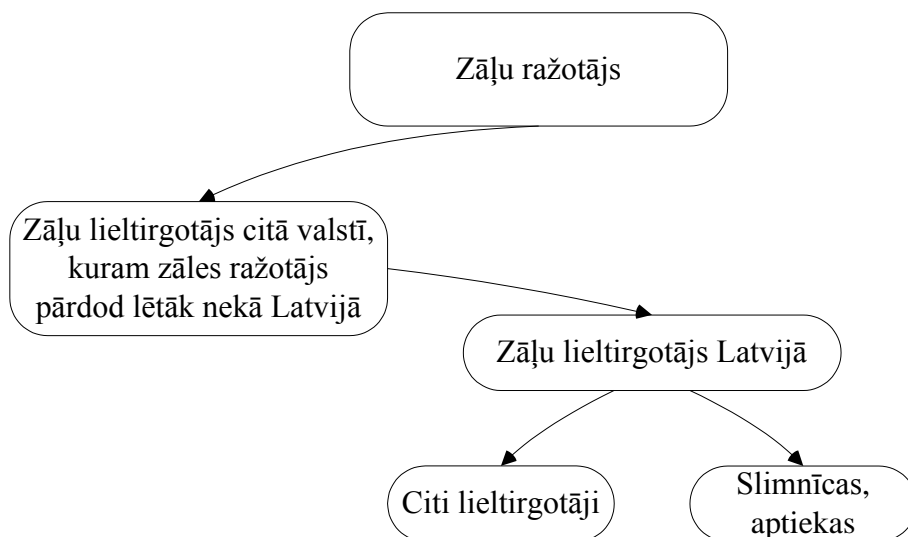 Zāļu ražotājs
Zāļu lieltirgotājs citā valstī,
kuram zāles ražotājs
pārdod lētāk nekā Latvijā
Zāļu lieltirgotājs Latvijā
Citi lieltirgotāji
Slimnīcas,
aptiekas